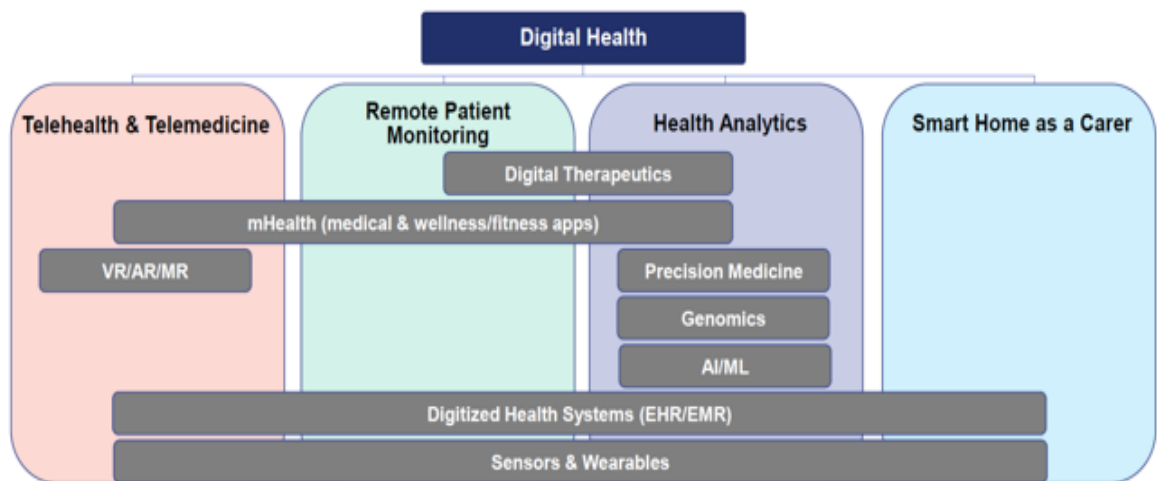 Digital Health
Telehealth & Telemedicine
Remote Patient
Monitoring
Health Analytics
Smart Home as a Carer
Digital Therapeutics
mHealth (medical & wellness/fitness apps)
VR/AR/MR
Precision Medicine
Genomics
AI/ML
Digitized Health Systems (EHR/EMR)
Sensors & Wearables